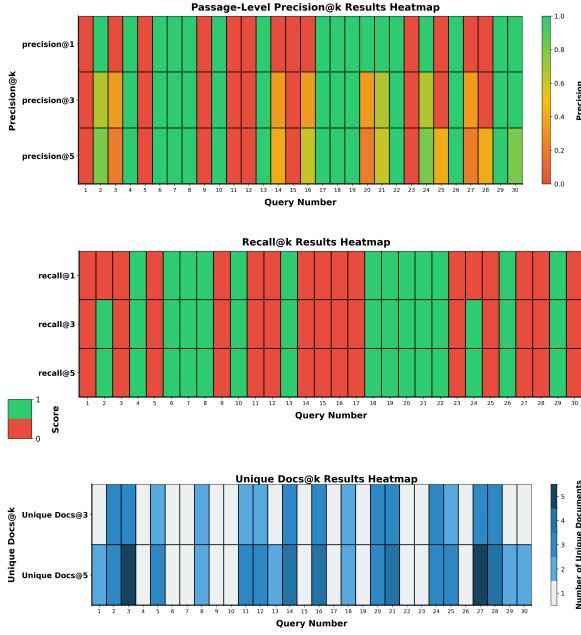 Passage-Level Precision@k Results Heatmap
Precision@k
precision@1
precision@3
precision@5
1 2 3 4 5 6 7 8 9 10 11 12 13 14 15 16 17 18 19 20 21 22 23 24 25 26 27 28 29 30
Query Number
1.0
0.8
0.6
0.4
0.2
0.0
Precision
Recall@k Results Heatmap
recall@1
recall@3
recall@5
1 2 3 4 5 6 7 8 9 10 11 12 13 14 15 16 17 18 19 20 21 22 23 24 25 26 27 28 29 30
Query Number
1
0
Score
Unique Docs@k Results Heatmap
Unique Docs@k
Unique Docs@3
Unique Docs@5
1 2 3 4 5 6 7 8 9 10 11 12 13 14 15 16 17 18 19 20 21 22 23 24 25 26 27 28 29 30
Query Number
5
4
3
2
1
Number of Unique Documents